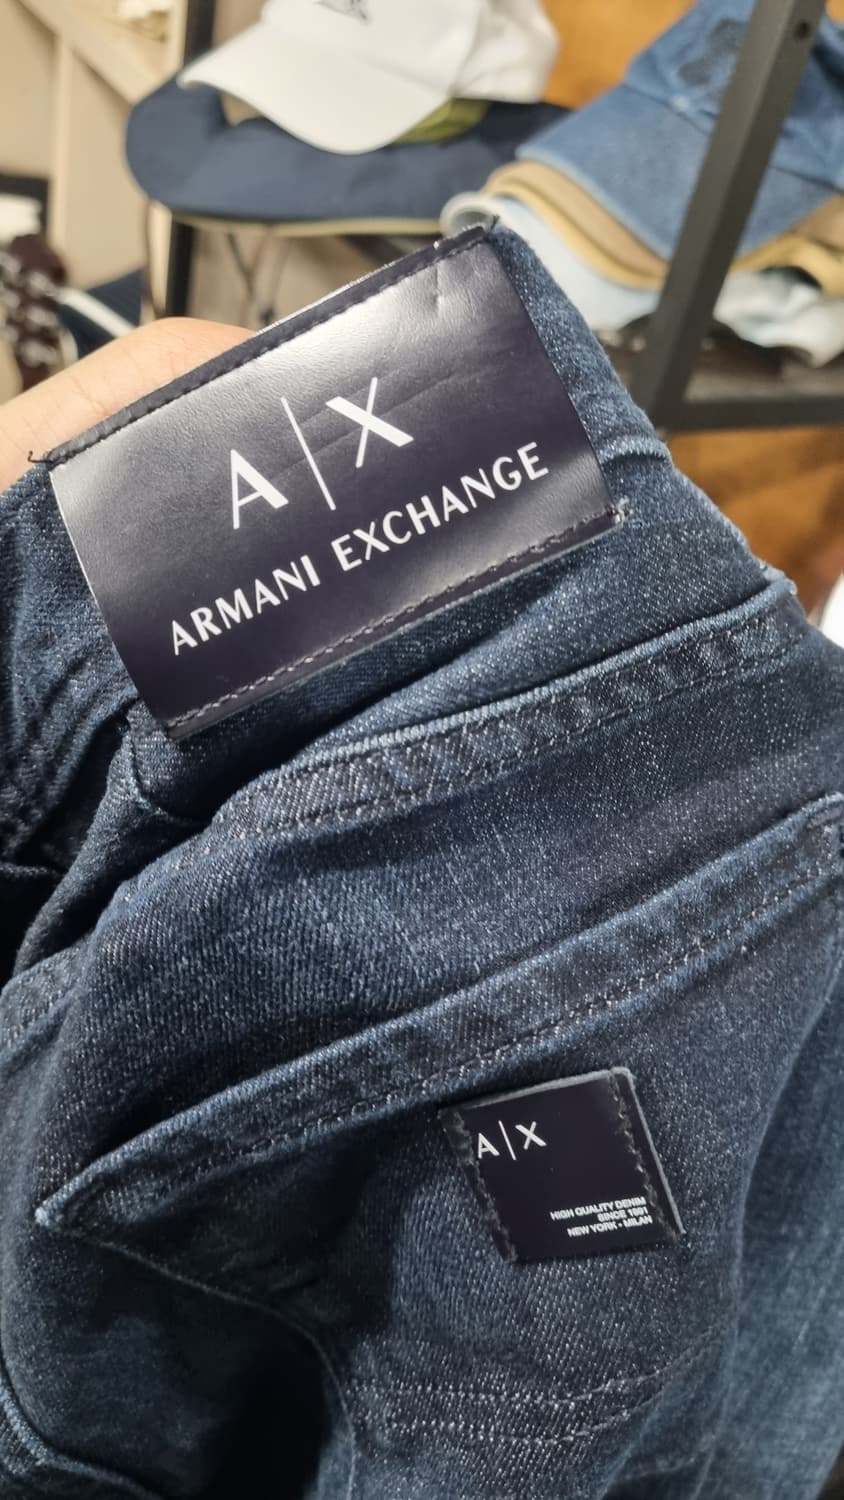 A|X
ARMANI EXCHANGE
A|X
HIGH QUALITY DENIM
SINCE 1991
NEW YORK • MILAN